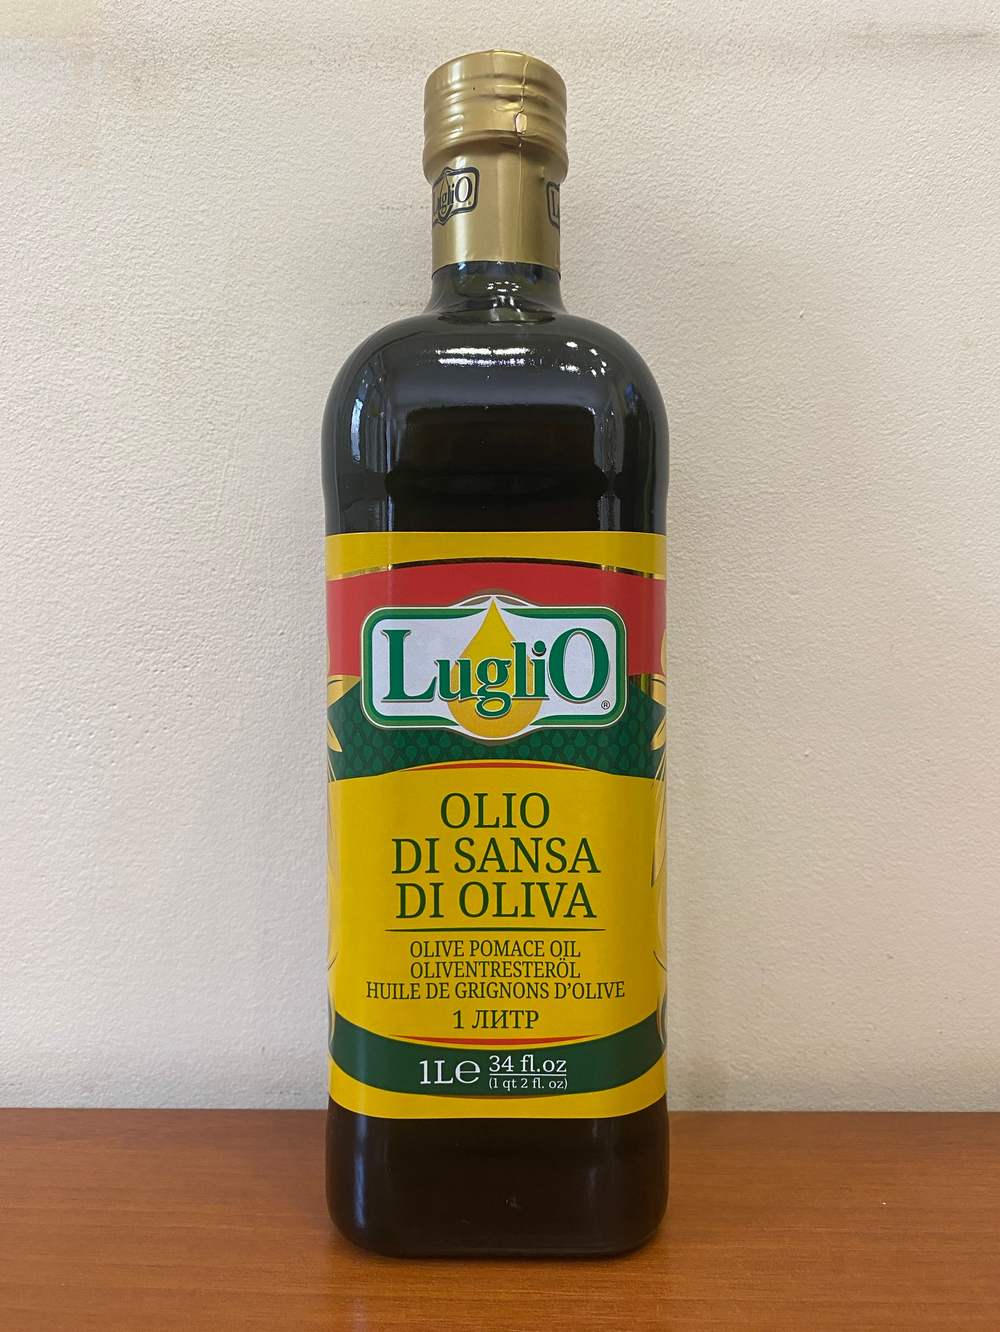 LugliO
LugliO®
OLIO
DI SANSA
DI OLIVA
OLIVE POMACE OIL
OLIVENTRESTERÖL
HUILE DE GRIGNONS D'OLIVE
1 ЛИТР
1L℮ 34 fl.oz
(1 qt 2 fl. oz)